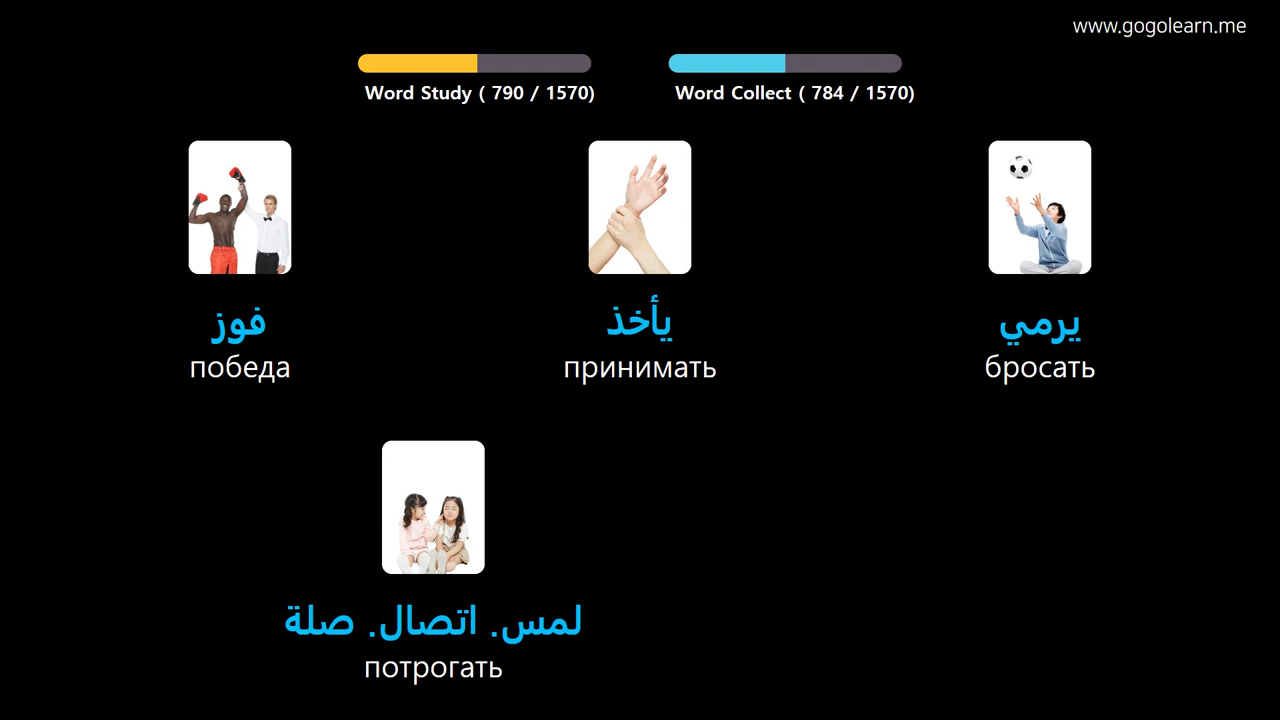 www.gogolearn.me
Word Study ( 790 / 1570)
Word Collect ( 784 / 1570)
فوز
победа
يأخذ
принимать
يرمي
бросать
لمس. اتصال. صلة
потрогать